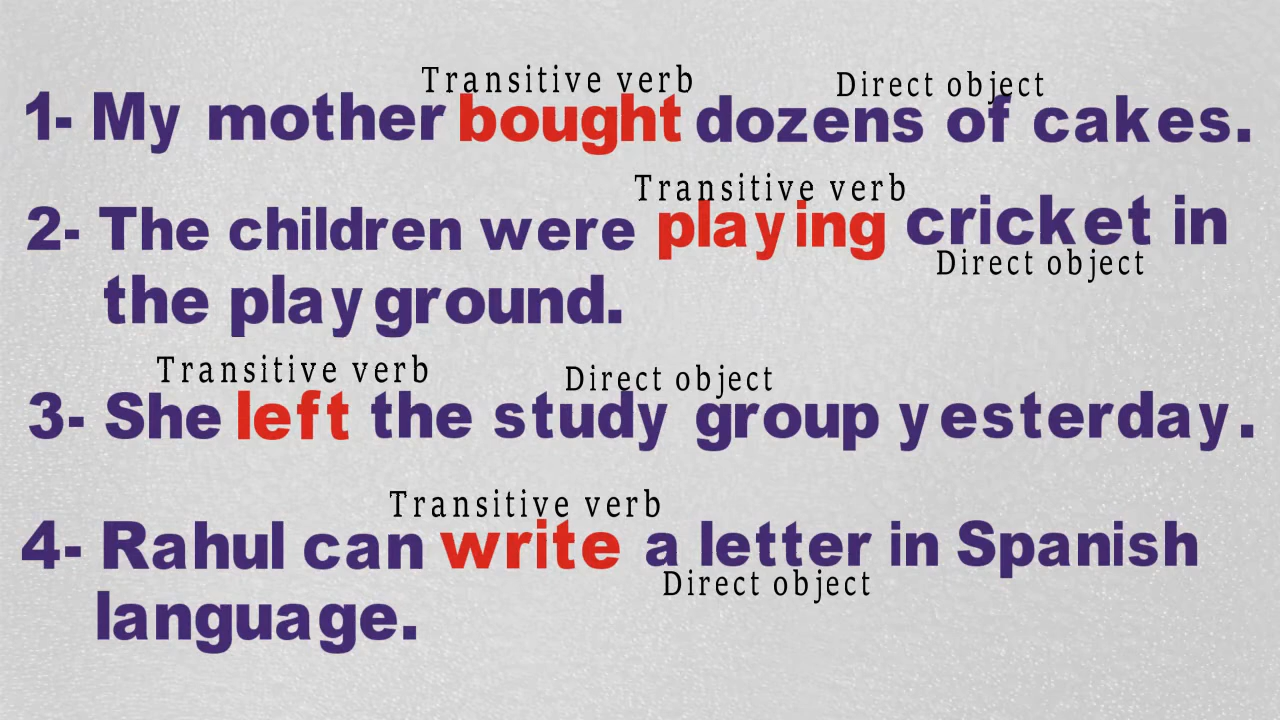 Transitive verb Direct object
1- My mother bought dozens of cakes.
Transitive verb
2- The children were playing cricket in
Direct object
the playground.
Transitive verb Direct object
3- She left the study group yesterday.
Transitive verb
4- Rahul can write a letter in Spanish
Direct object
language.